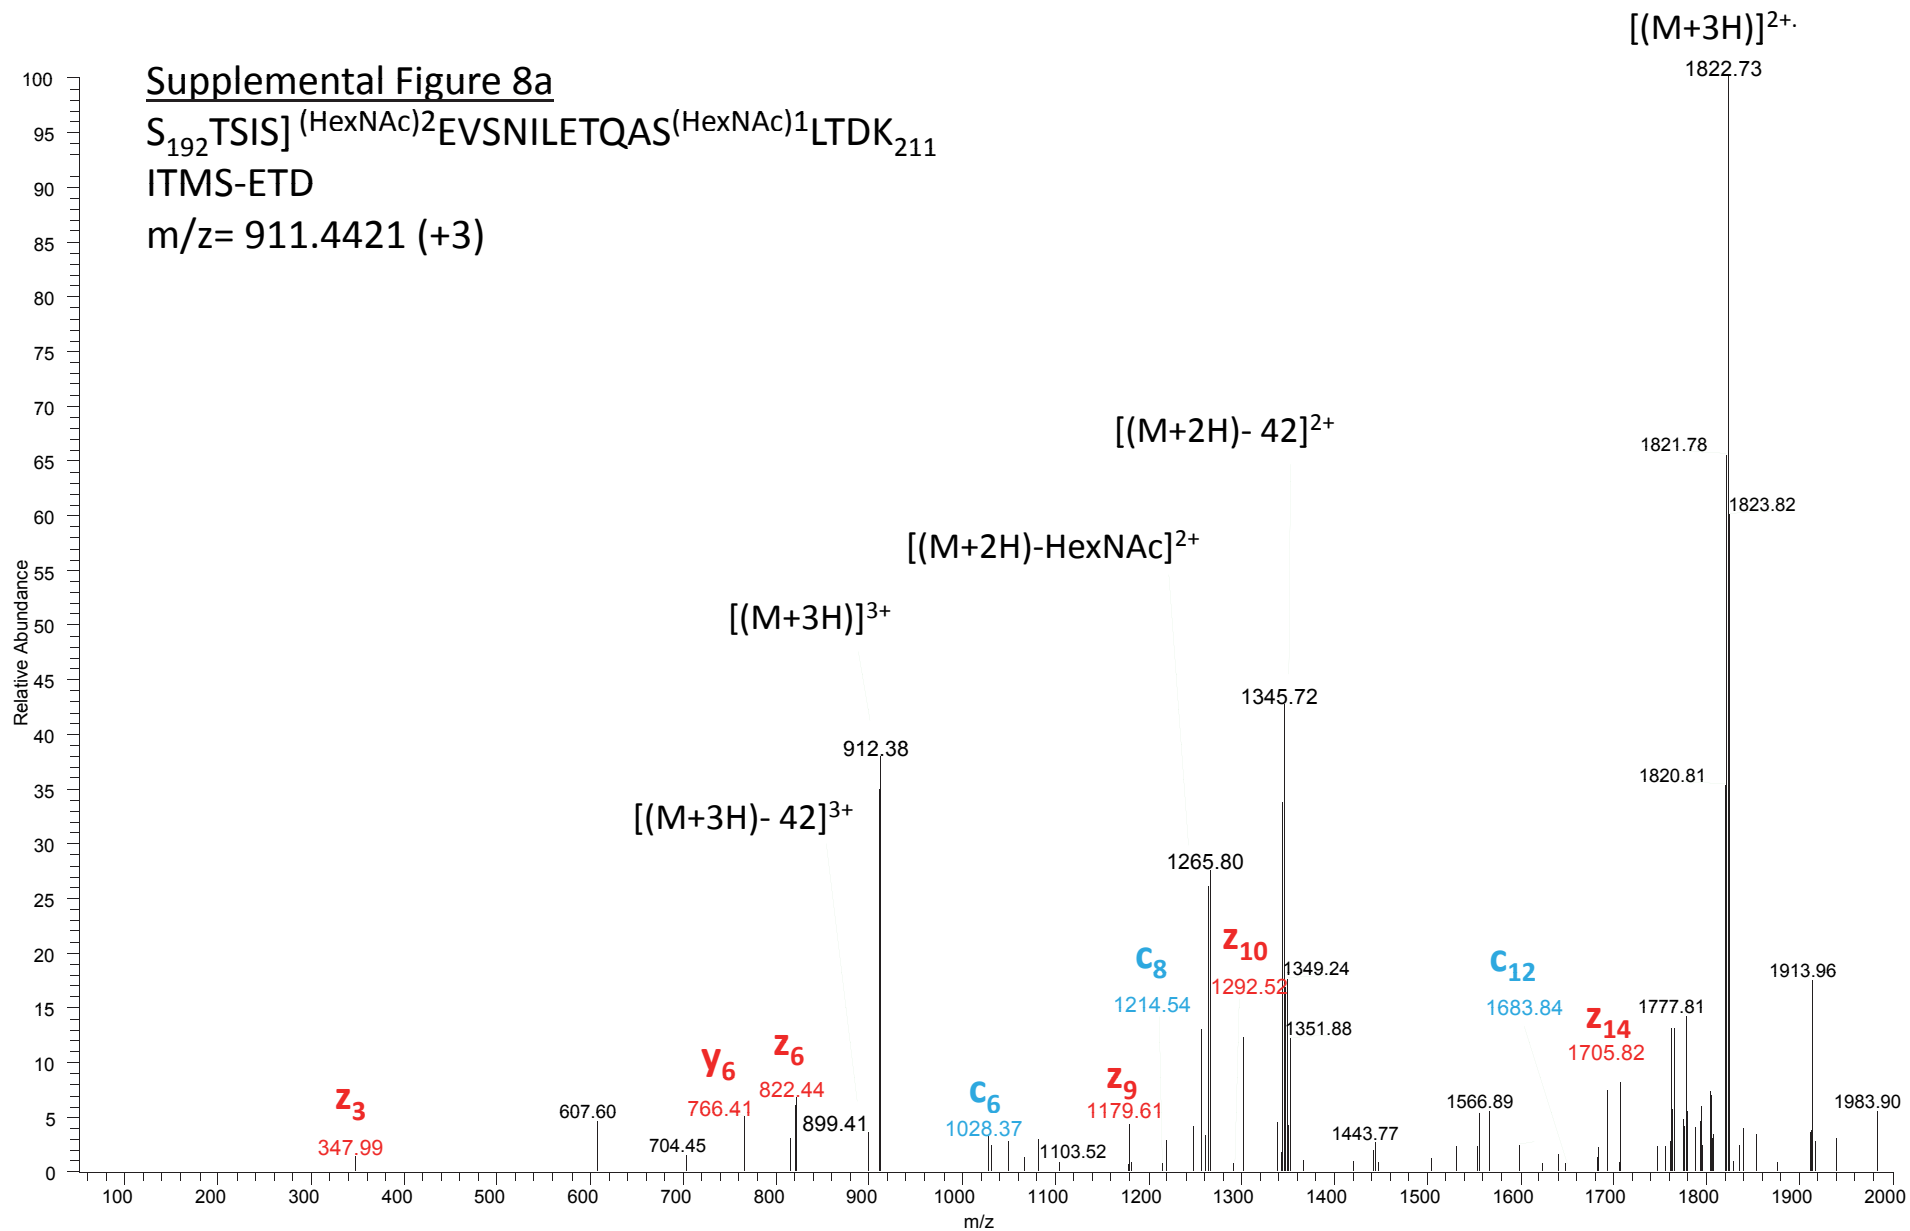 [(M+3H)]2+.
1822.73
Supplemental Figure 8a
S192TSIS] (HexNAc)2EVSNILETQAS(HexNAc)1LTDK211
ITMS-ETD
m/z= 911.4421 (+3)
[(M+2H)- 42]2+
1821.78
1823.82
[(M+2H)-HexNAc]2+
[(M+3H)]3+
1345.72
912.38
1820.81
[(M+3H)- 42]3+
1265.80
z10
c8
c12
1349.24
1913.96
1292.52
1214.54
1683.84
1777.81
z14
1351.88
1705.82
z6
y6
822.44
z9
c6
z3
766.41
1179.61
607.60
899.41
1028.37
1566.89
1983.90
347.99
704.45
1103.52
1443.77
Relative Abundance
100
95
90
85
80
75
70
65
60
55
50
45
40
35
30
25
20
15
10
5
0
100 200 300 400 500 600 700 800 900 1000 1100 1200 1300 1400 1500 1600 1700 1800 1900 2000
m/z